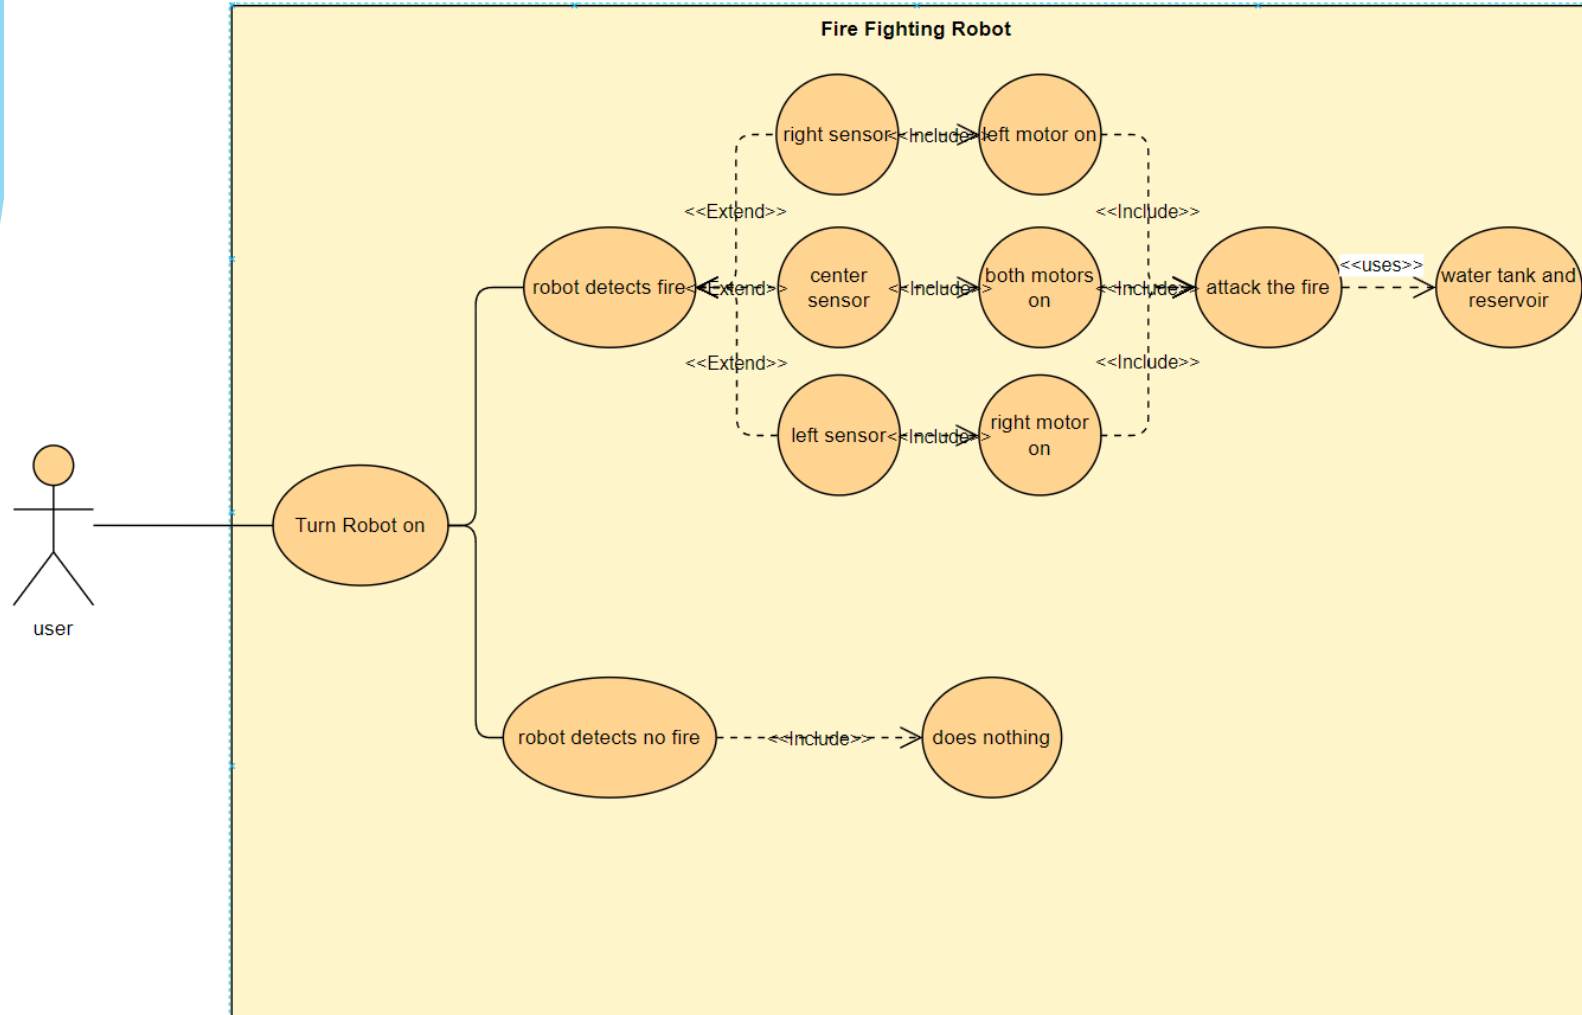 Fire Fighting Robot
right sensor
<<Include>>
left motor on
<<Extend>>
<<Include>>
robot detects fire
<<Extend>>
center
sensor
<<Include>>
both motors
on
<<Include>>
attack the fire
<<uses>>
water tank and
reservoir
<<Extend>>
<<Include>>
left sensor
<<Include>>
right motor
on
Turn Robot on
user
robot detects no fire
<<Include>>
does nothing